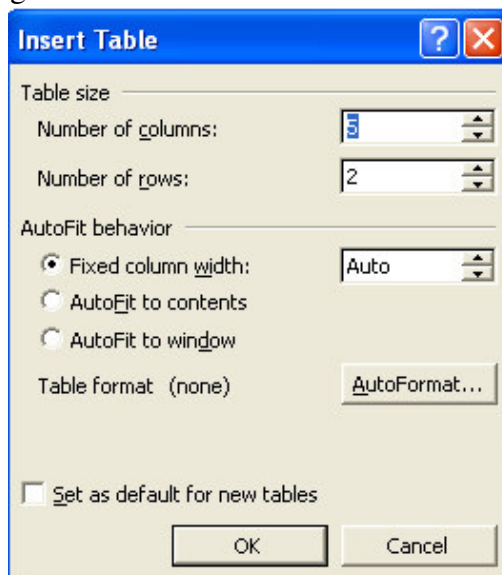 Insert Table
Table size
Number of columns: 5
Number of rows: 2
AutoFit behavior
Fixed column width: Auto
AutoFit to contents
AutoFit to window
Table format (none) AutoFormat...
Set as default for new tables
OK Cancel